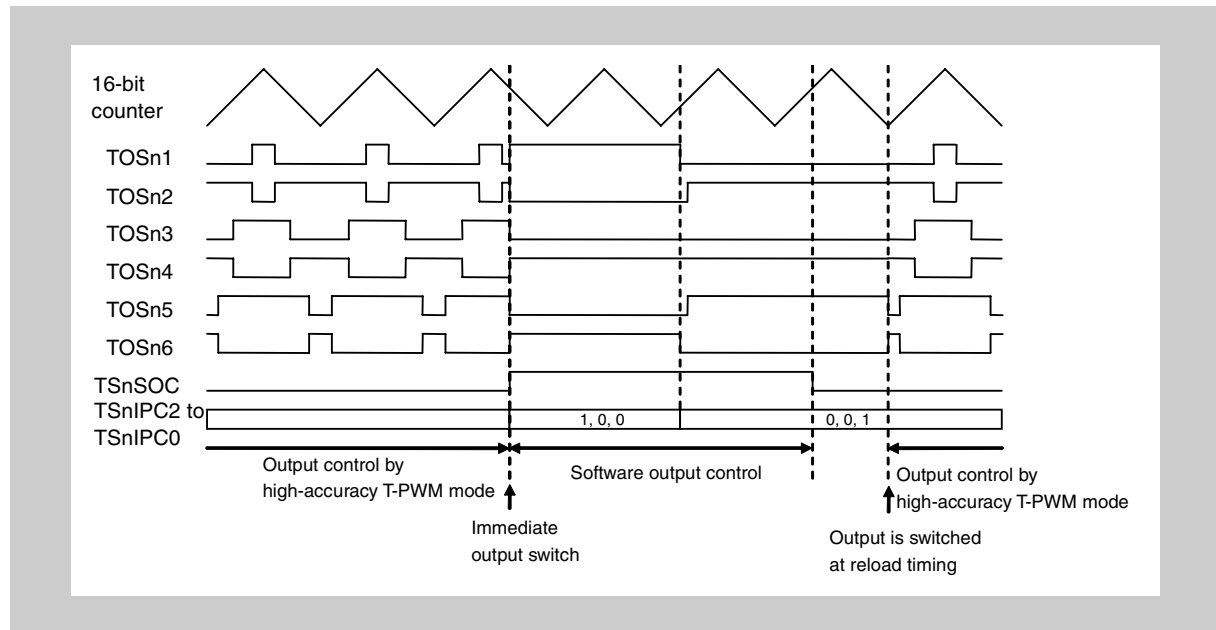 16-bit
counter
TOSn1
TOSn2
TOSn3
TOSn4
TOSn5
TOSn6
TSnSOC
TSnIPC2 to
TSnIPC0
1, 0, 0
0, 0, 1
Output control by
high-accuracy T-PWM mode
Software output control
Output control by
high-accuracy T-PWM mode
Immediate
output switch
Output is switched
at reload timing